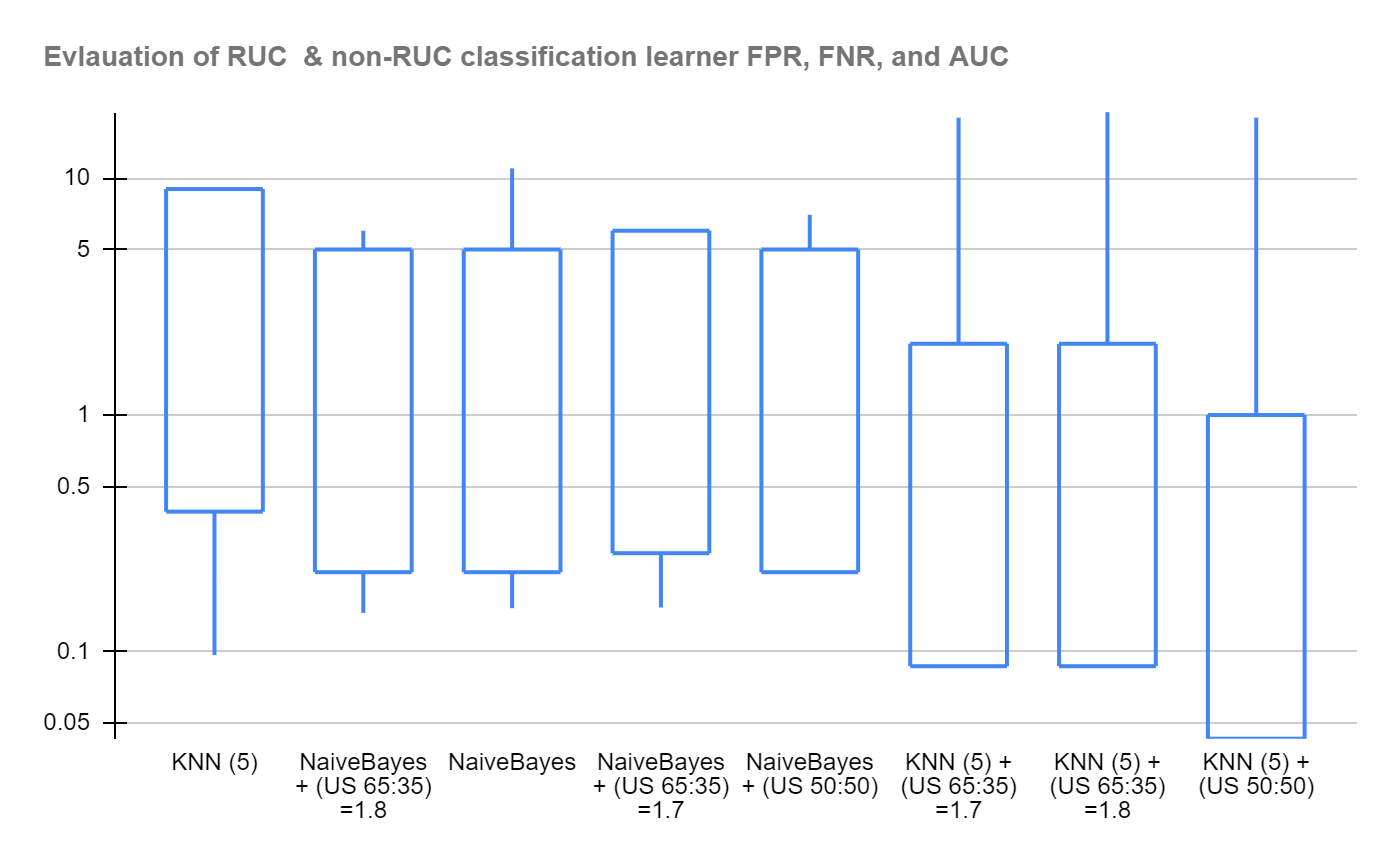 Evlauation of RUC  & non-RUC classification learner FPR, FNR, and AUC
10
5
1
0.5
0.1
0.05
KNN (5)
NaiveBayes
+ (US 65:35)
=1.8
NaiveBayes
NaiveBayes
+ (US 65:35)
=1.7
NaiveBayes
+ (US 50:50)
KNN (5) +
(US 65:35)
=1.7
KNN (5) +
(US 65:35)
=1.8
KNN (5) +
(US 50:50)